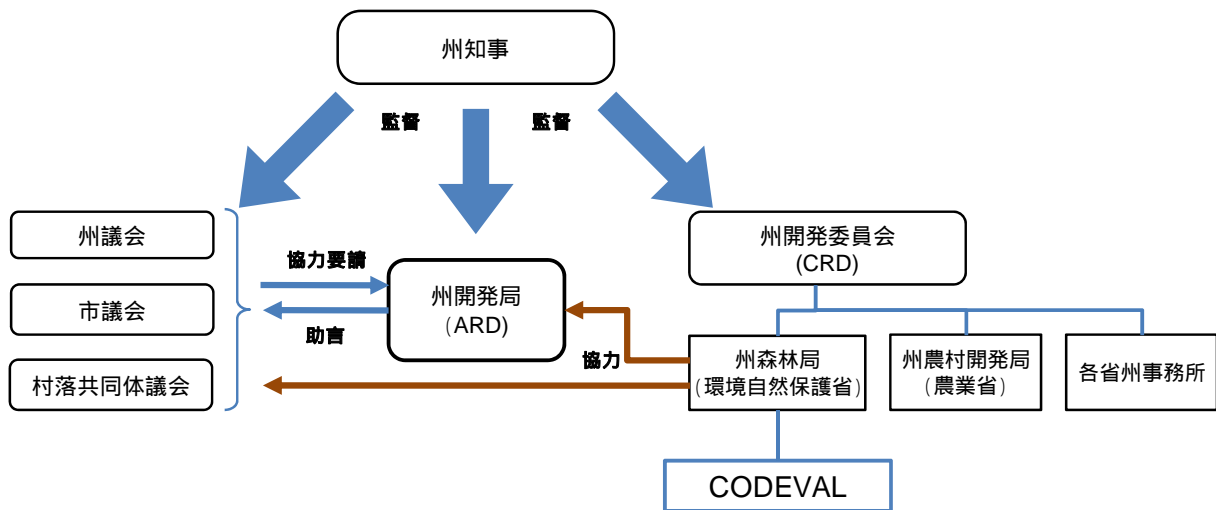 州知事
監督
監督
州議会
市議会
村落共同体議会
協力要請
助言
州開発局
(ARD)
協力
州開発委員会
(CRD)
州森林局
(環境自然保護省)
州農村開発局
(農業省)
各省州事務所
CODEVAL